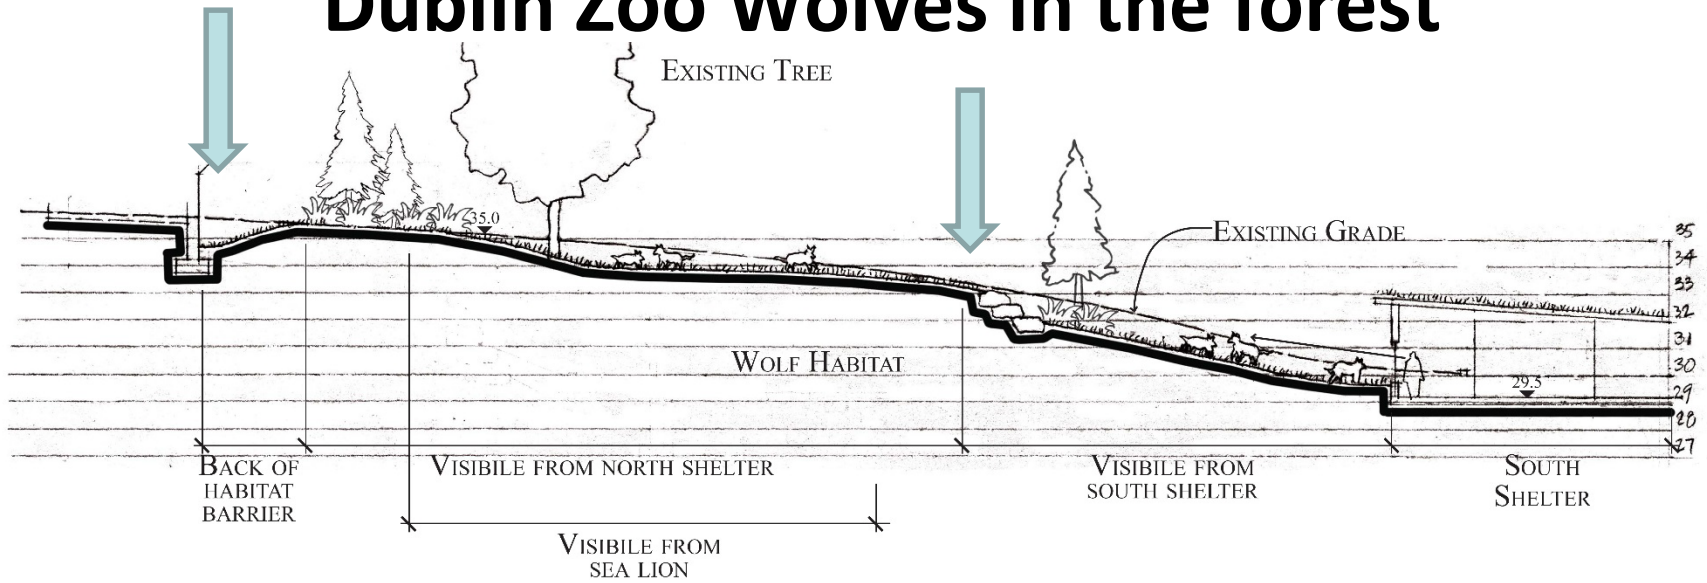 Dublin Zoo Wolves in the forest
EXISTING TREE
35.0
EXISTING GRADE
35
34
33
32
31
30
29
28
27
WOLF HABITAT
29.5
BACK OF
HABITAT
BARRIER
VISIBILE FROM NORTH SHELTER
VISIBILE FROM
SOUTH SHELTER
SOUTH
SHELTER
VISIBILE FROM
SEA LION